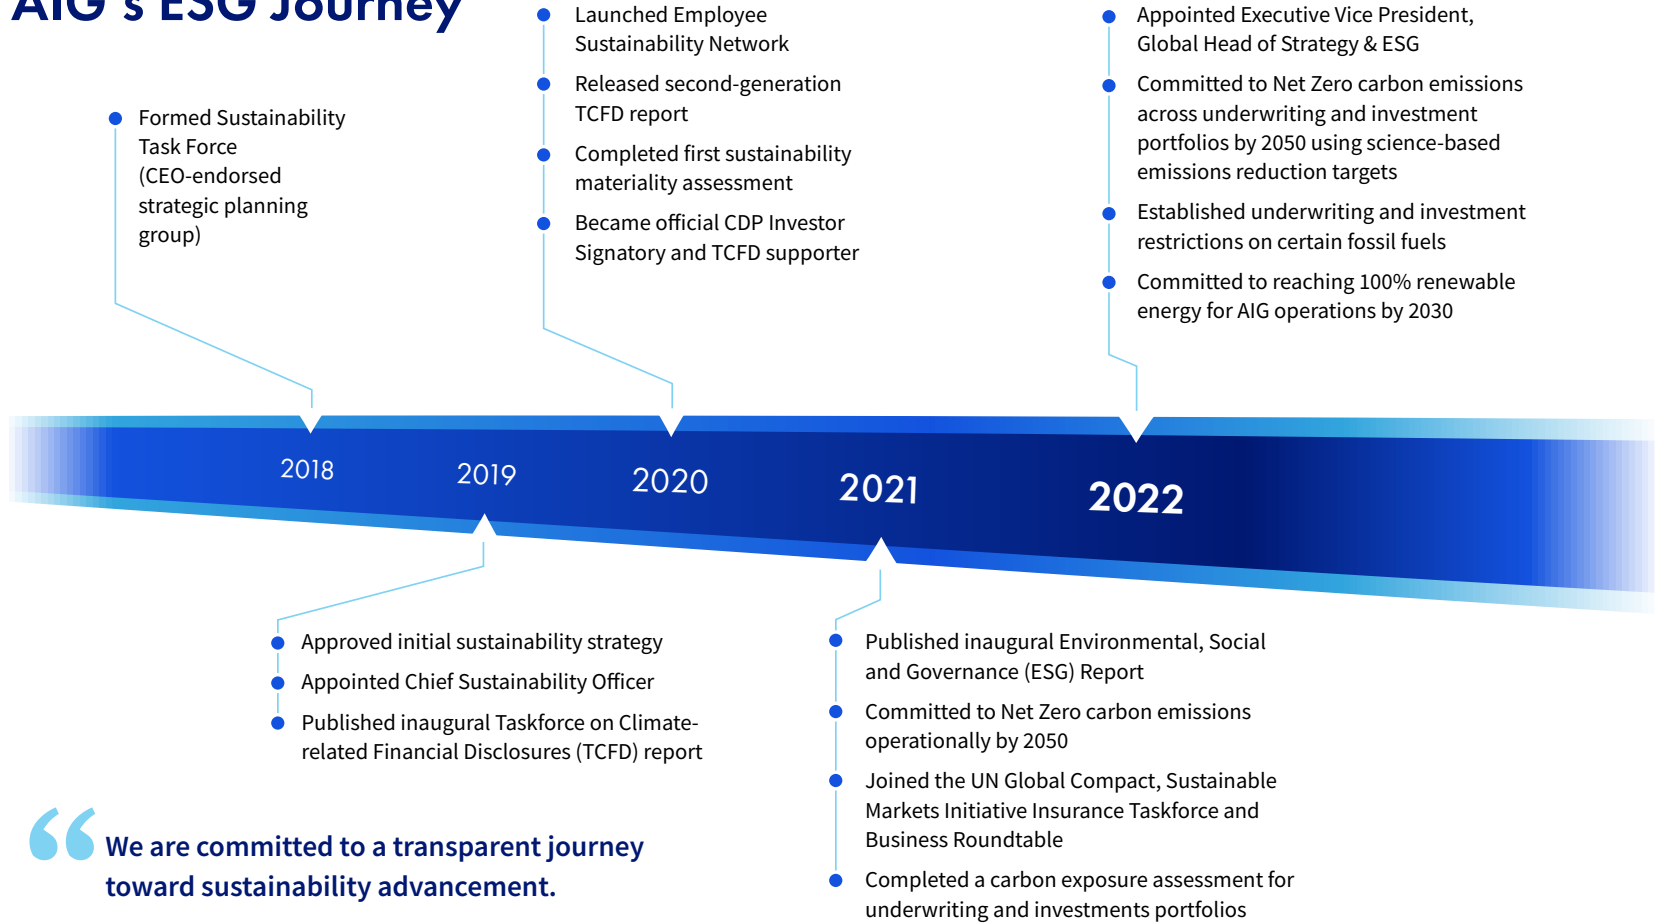 AIG's ESG Journey
Formed Sustainability
Task Force
(CEO-endorsed
strategic planning
group)
Launched Employee
Sustainability Network
Released second-generation
TCFD report
Completed first sustainability
materiality assessment
Became official CDP Investor
Signatory and TCFD supporter
Appointed Executive Vice President,
Global Head of Strategy & ESG
Committed to Net Zero carbon emissions
across underwriting and investment
portfolios by 2050 using science-based
emissions reduction targets
Established underwriting and investment
restrictions on certain fossil fuels
Committed to reaching 100% renewable
energy for AIG operations by 2030
2018
2019
2020
2021
2022
Approved initial sustainability strategy
Appointed Chief Sustainability Officer
Published inaugural Taskforce on Climate-
related Financial Disclosures (TCFD) report
Published inaugural Environmental, Social
and Governance (ESG) Report
Committed to Net Zero carbon emissions
operationally by 2050
Joined the UN Global Compact, Sustainable
Markets Initiative Insurance Taskforce and
Business Roundtable
Completed a carbon exposure assessment for
underwriting and investments portfolios
“We are committed to a transparent journey
toward sustainability advancement.